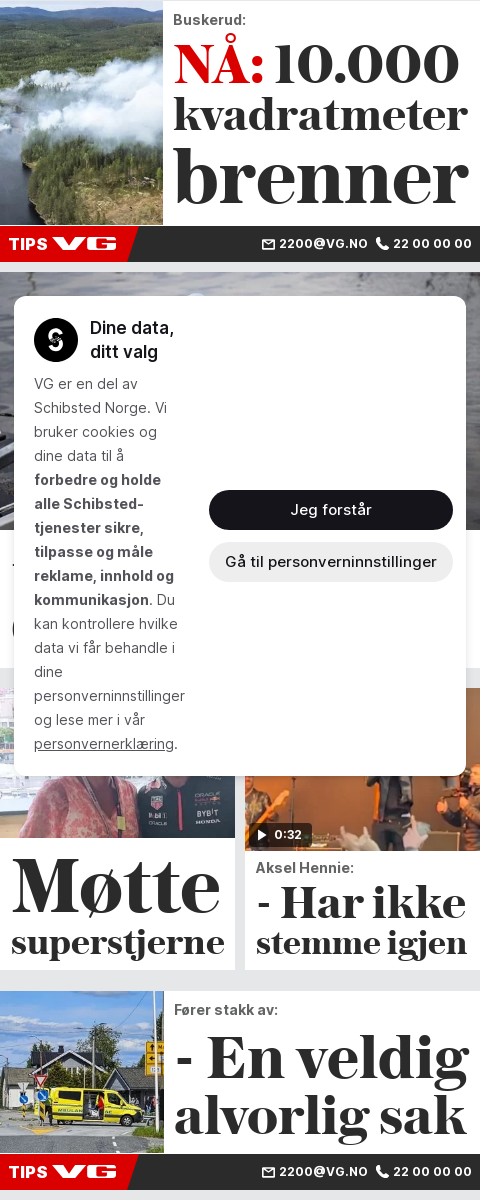 Buskerud:
NÅ: 10.000
kvadratmeter
brenner
TIPS VG
2200@VG.NO 22 00 00 00
Dine data,
ditt valg
VG er en del av
Schibsted Norge. Vi
bruker cookies og
dine data til å
forbedre og holde
alle Schibsted-
tjenester sikre,
tilpasse og måle
reklame, innhold og
kommunikasjon. Du
kan kontrollere hvilke
data vi får behandle i
dine
personverninnstillinger
og lese mer i vår
personvernerklæring.
Jeg forstår
Gå til personverninnstillinger
ORACLE
BYBIT
HONDA
0:32
Møtte
superstjerne
Aksel Hennie:
- Har ikke
stemme igjen
Fører stakk av:
- En veldig
alvorlig sak
TIPS VG
2200@VG.NO 22 00 00 00